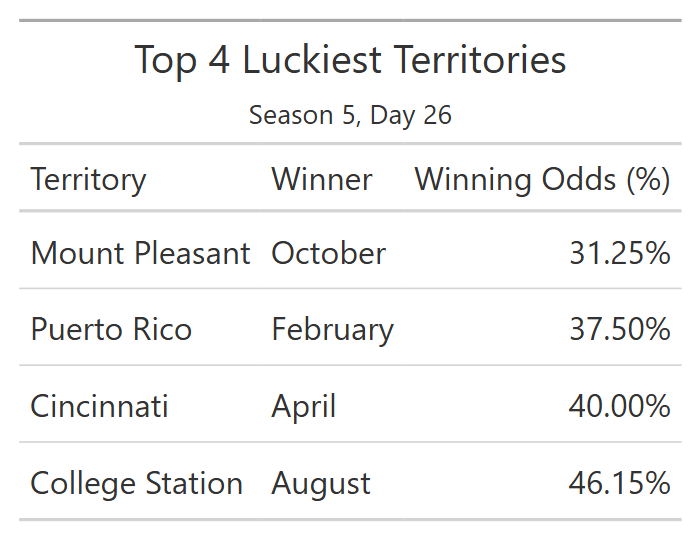 Top 4 Luckiest Territories
Season 5, Day 26
Territory Winner Winning Odds (%)
Mount Pleasant October 31.25%
Puerto Rico February 37.50%
Cincinnati April 40.00%
College Station August 46.15%